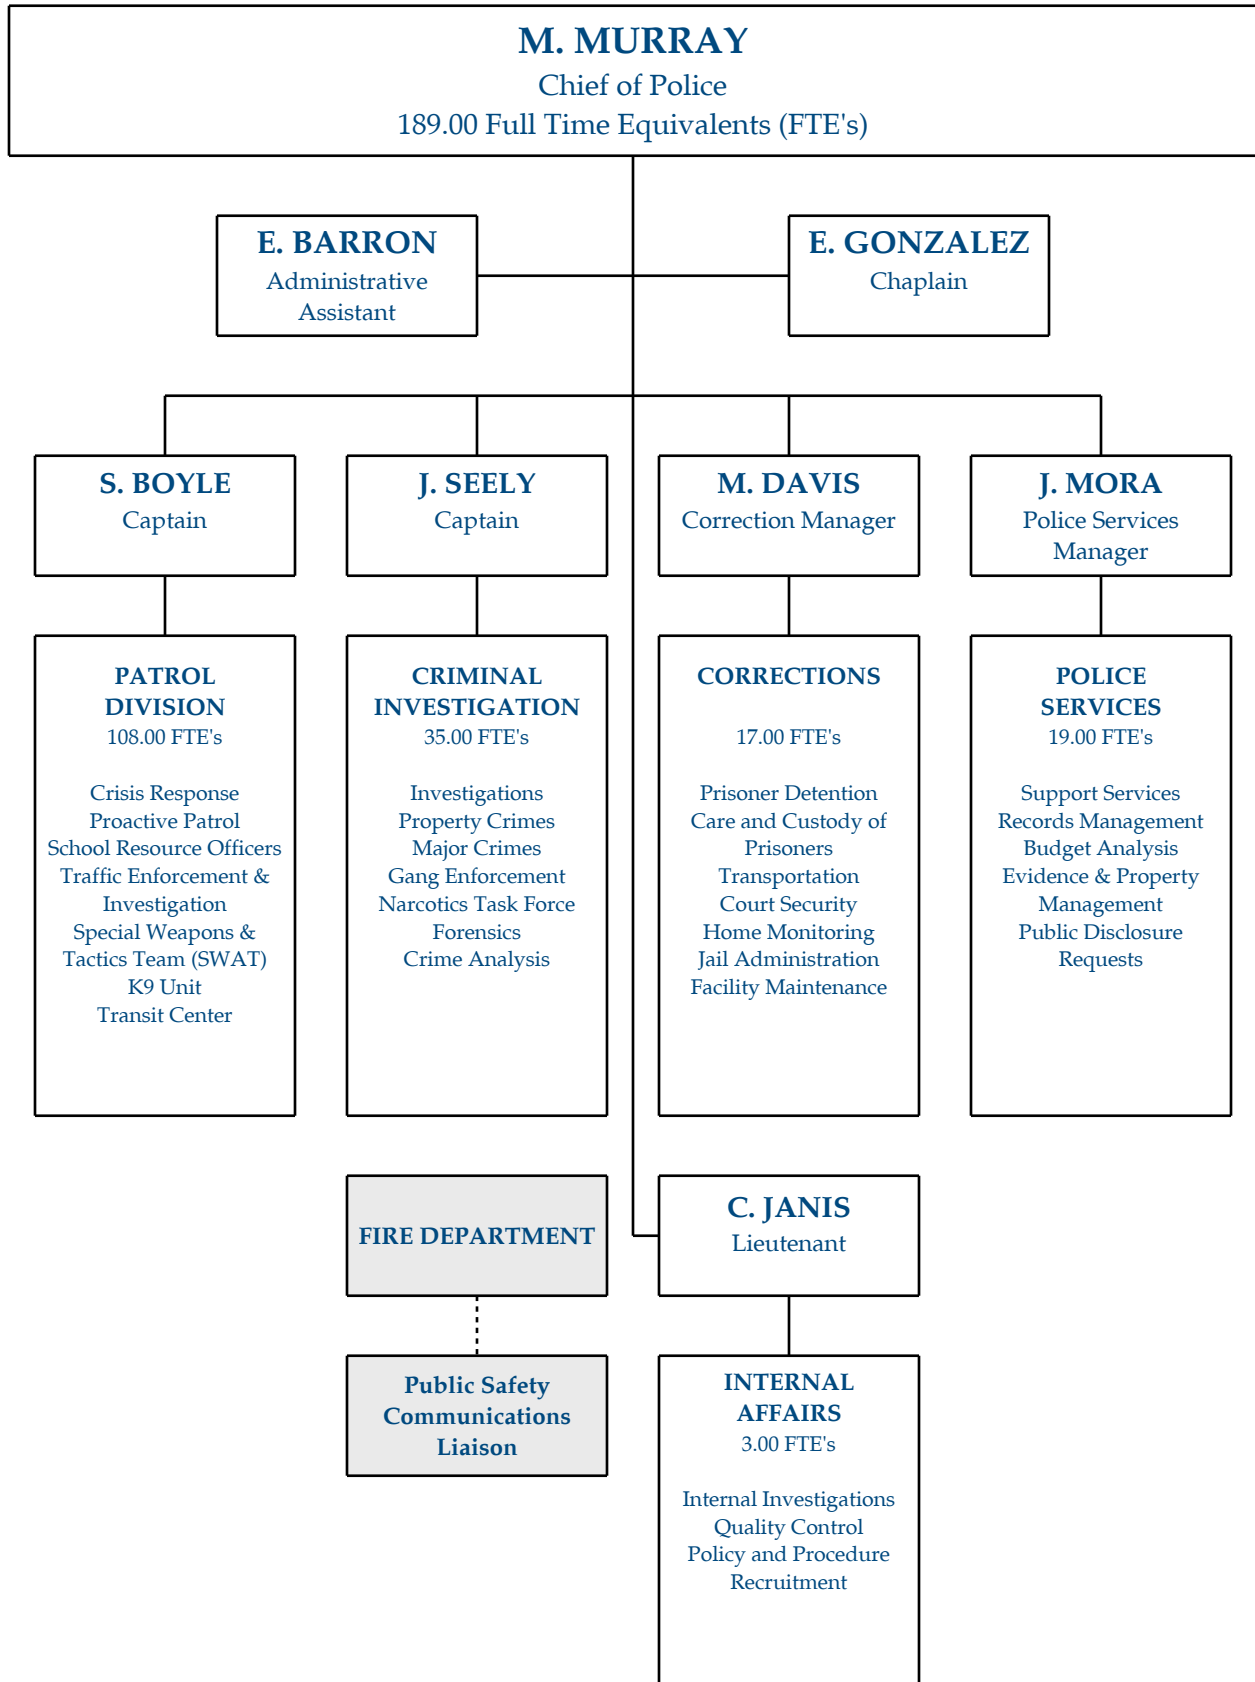 M. MURRAY
Chief of Police
189.00 Full Time Equivalents (FTE's)
E. BARRON
Administrative
Assistant
E. GONZALEZ
Chaplain
S. BOYLE
Captain
J. SEELY
Captain
M. DAVIS
Correction Manager
J. MORA
Police Services
Manager
PATROL
DIVISION
108.00 FTE's
Crisis Response
Proactive Patrol
School Resource Officers
Traffic Enforcement &
Investigation
Special Weapons &
Tactics Team (SWAT)
K9 Unit
Transit Center
CRIMINAL
INVESTIGATION
35.00 FTE's
Investigations
Property Crimes
Major Crimes
Gang Enforcement
Narcotics Task Force
Forensics
Crime Analysis
CORRECTIONS
17.00 FTE's
Prisoner Detention
Care and Custody of
Prisoners
Transportation
Court Security
Home Monitoring
Jail Administration
Facility Maintenance
POLICE
SERVICES
19.00 FTE's
Support Services
Records Management
Budget Analysis
Evidence & Property
Management
Public Disclosure
Requests
FIRE DEPARTMENT
Public Safety
Communications
Liaison
C. JANIS
Lieutenant
INTERNAL
AFFAIRS
3.00 FTE's
Internal Investigations
Quality Control
Policy and Procedure
Recruitment